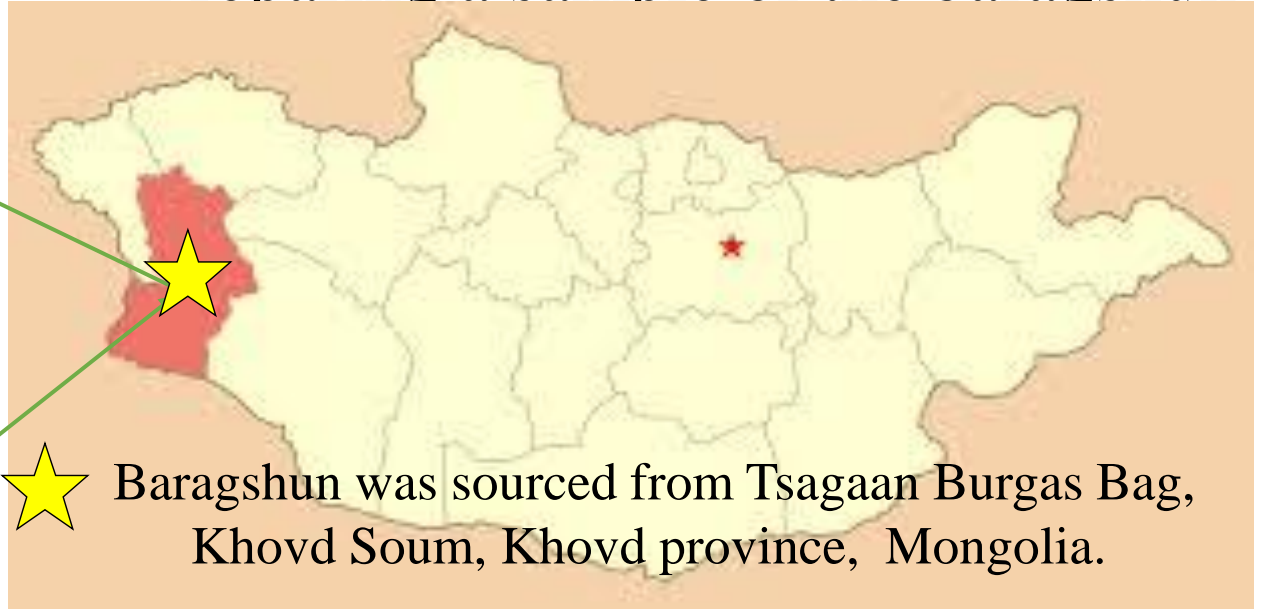 Baragshun was sourced from Tsagaan Burgas Bag,
Khovd Soum, Khovd province, Mongolia.